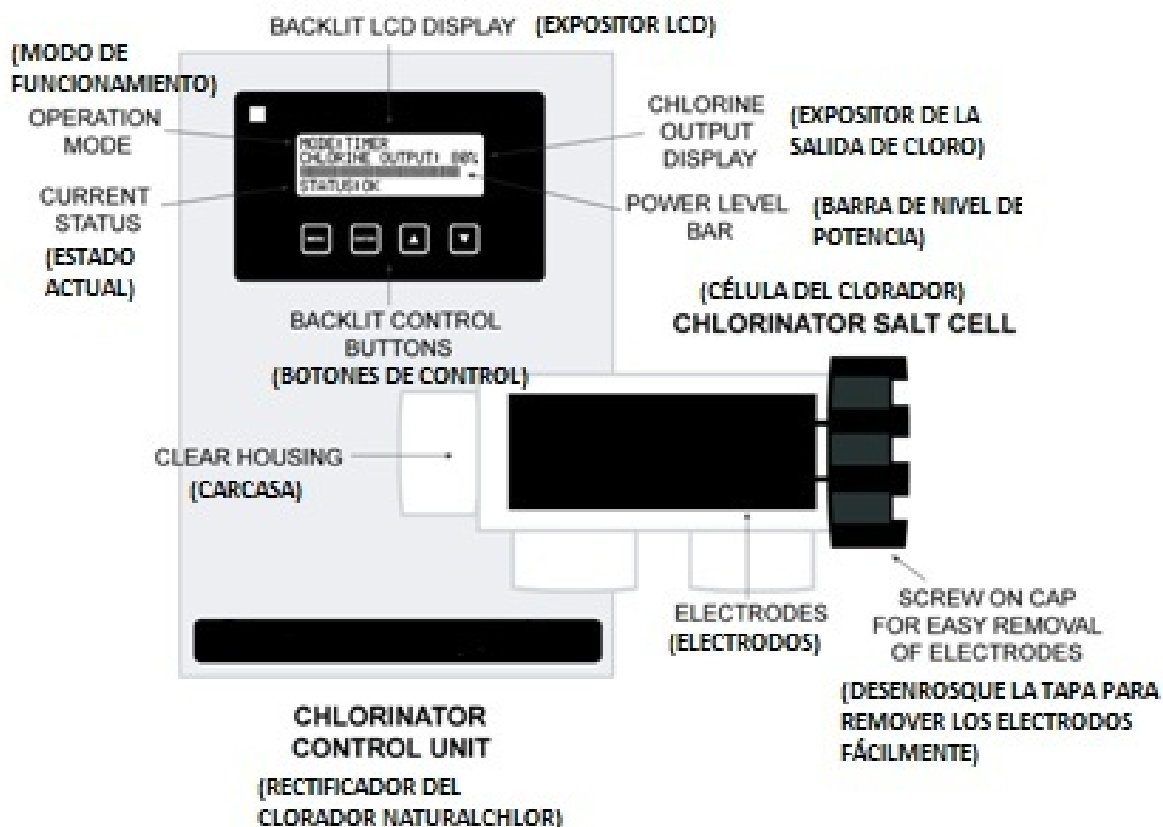 BACKLIT LCD DISPLAY (EXPOSITOR LCD)
(MODO DE
FUNCIONAMIENTO)
OPERATION
MODE
MODE:TIMER
CHLORINE OUTPUT: 80%
STATUS:OK
CHLORINE
OUTPUT
DISPLAY
(EXPOSITOR DE LA
SALIDA DE CLORO)
CURRENT
STATUS
(ESTADO
ACTUAL)
POWER LEVEL
BAR
(BARRA DE NIVEL DE
POTENCIA)
BACKLIT CONTROL
BUTTONS
(BOTONES DE CONTROL)
(CÉLULA DEL CLORADOR)
CHLORINATOR SALT CELL
CLEAR HOUSING
(CARCASA)
ELECTRODES
(ELECTRODOS)
SCREW ON CAP
FOR EASY REMOVAL
OF ELECTRODES
(DESENROSQUE LA TAPA PARA
REMOVER LOS ELECTRODOS
FÁCILMENTE)
CHLORINATOR
CONTROL UNIT
(RECTIFICADOR DEL
CLORADOR NATURALCHLOR)